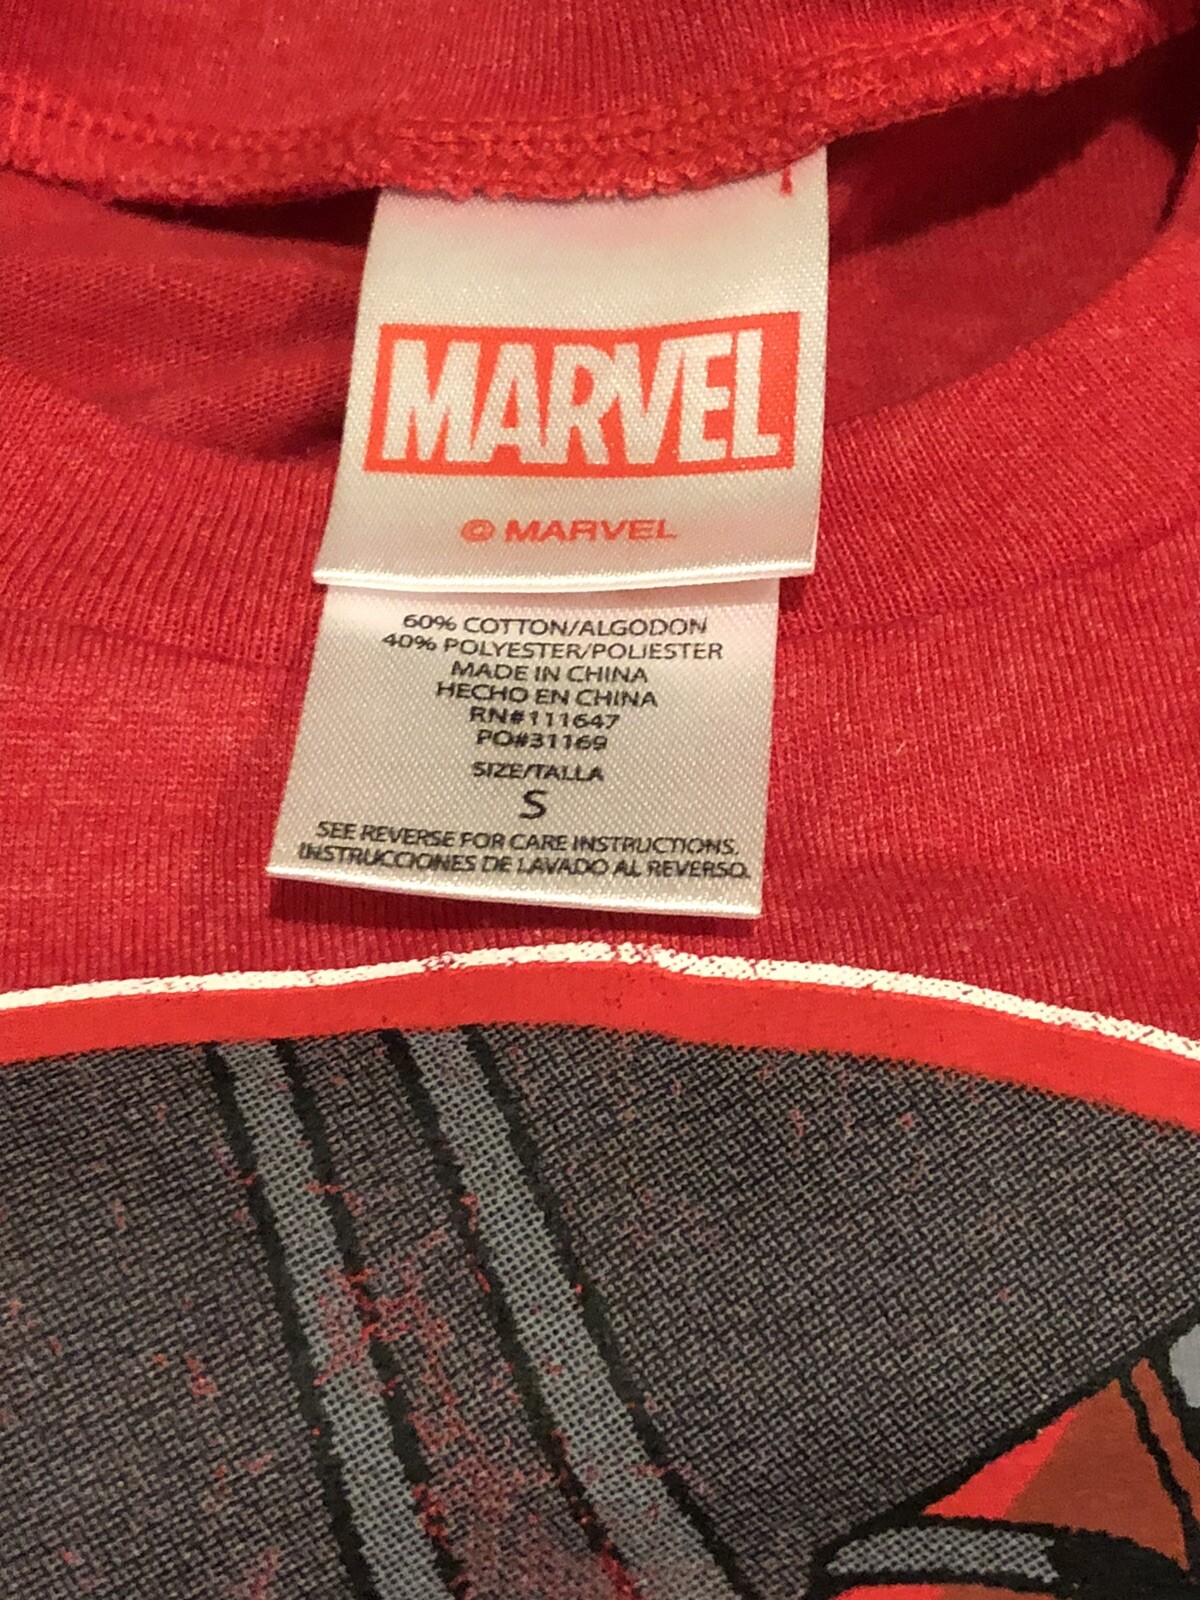 MARVEL
© MARVEL
60% COTTON/ALGODON
40% POLYESTER/POLIESTER
MADE IN CHINA
HECHO EN CHINA
RN#111647
PO#31169
SIZE/TALLA
S
SEE REVERSE FOR CARE INSTRUCTIONS.
INSTRUCCIONES DE LAVADO AL REVERSO.